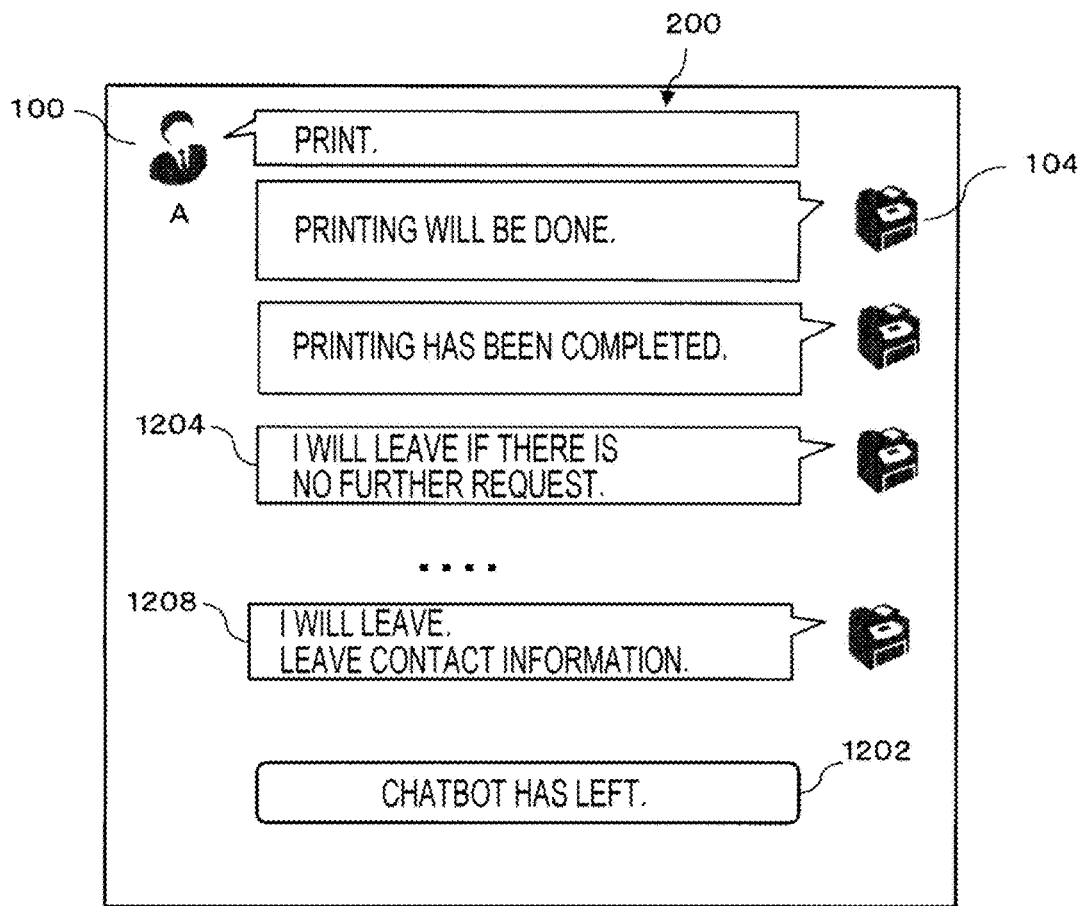 200
100
PRINT.
A
104
PRINTING WILL BE DONE.
PRINTING HAS BEEN COMPLETED.
1204
I WILL LEAVE IF THERE IS
NO FURTHER REQUEST.
....
1208
I WILL LEAVE.
LEAVE CONTACT INFORMATION.
1202
CHATBOT HAS LEFT.